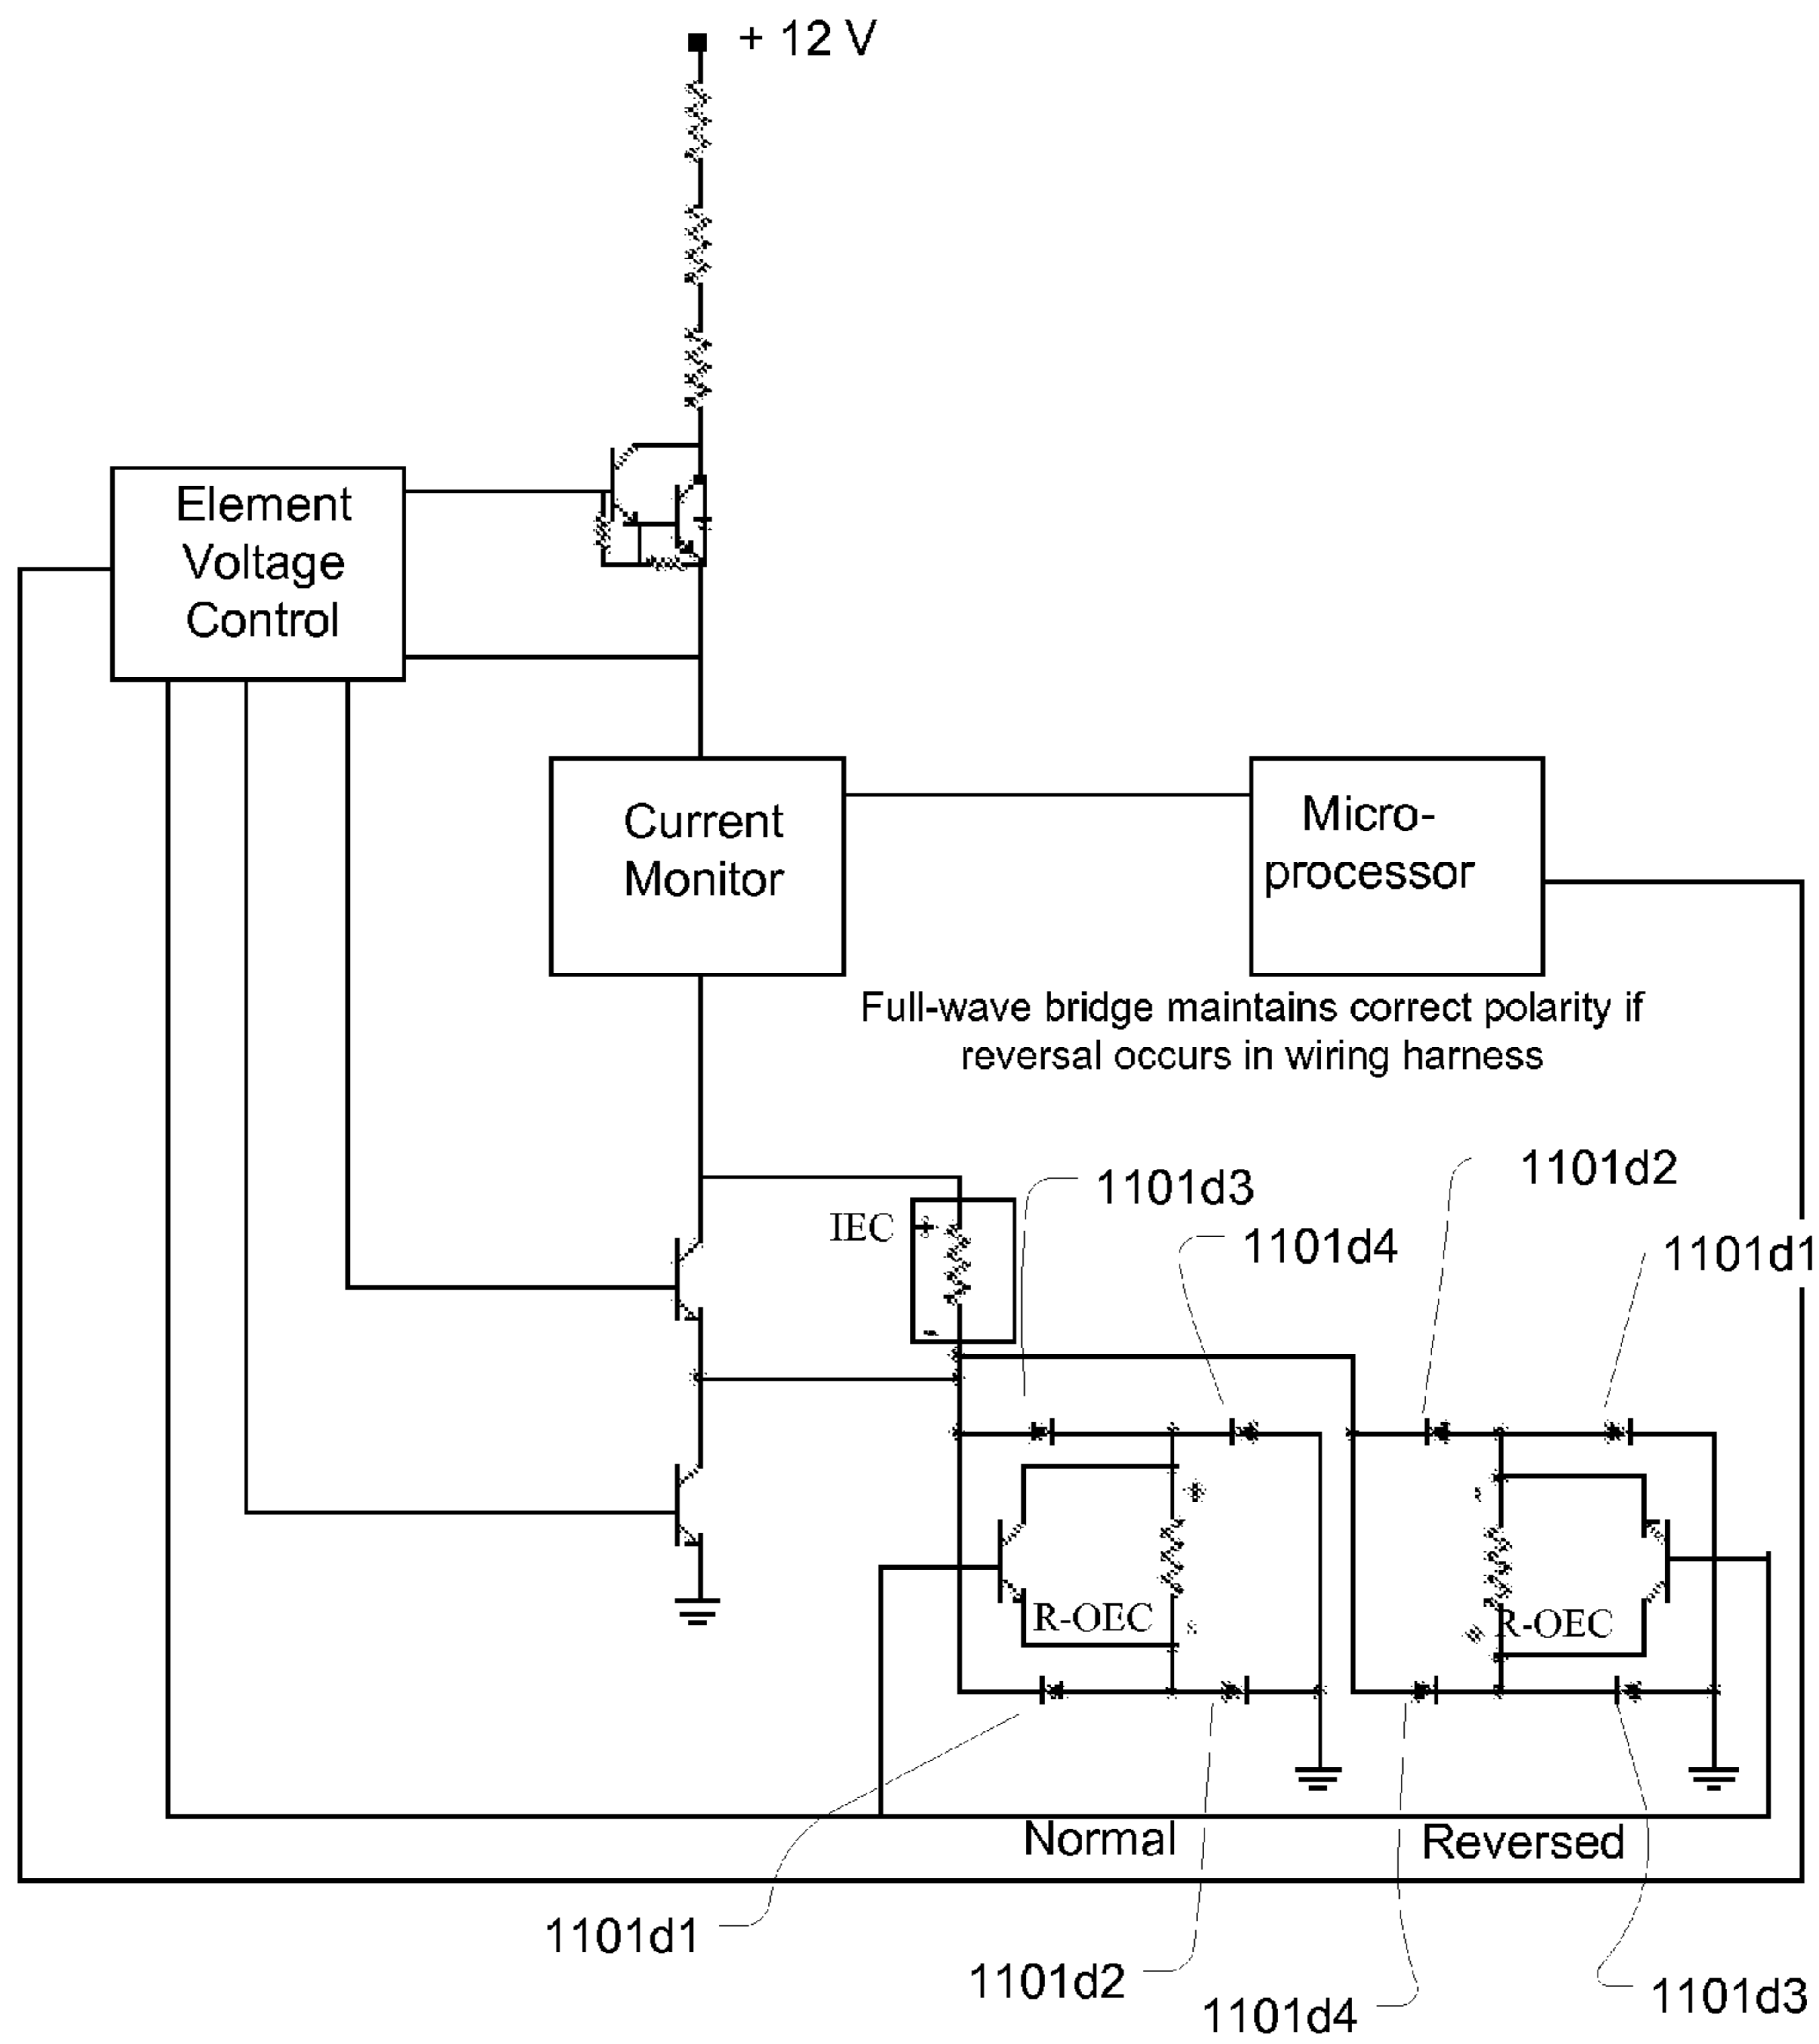 + 12 V
Element
Voltage
Control
Current
Monitor
Micro-
processor
Full-wave bridge maintains correct polarity if
reversal occurs in wiring harness
1101d3
1101d2
IEC
+
1101d4
1101d1
-
+
-
R-OEC
-
+
R-OEC
Normal
Reversed
1101d1
1101d2
1101d4
1101d3